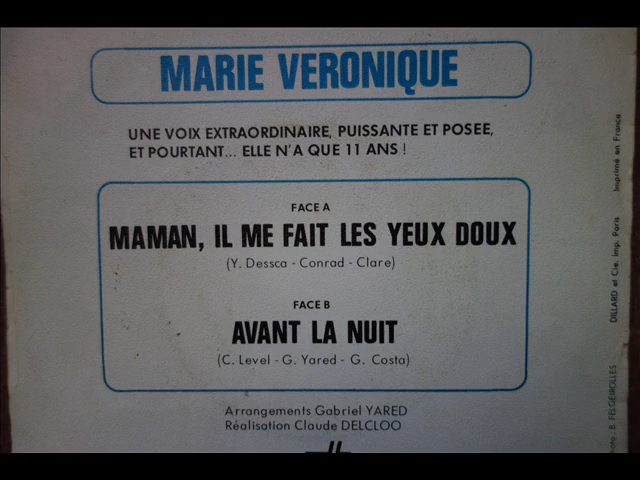 MARIE VERONIQUE
UNE VOIX EXTRAORDINAIRE, PUISSANTE ET POSEE,
ET POURTANT... ELLE N'A QUE 11 ANS !
FACE A
MAMAN, IL ME FAIT LES YEUX DOUX
(Y. Dessca - Conrad - Clare)
FACE B
AVANT LA NUIT
(C. Level - G. Yared - G. Costa)
Arrangements Gabriel YARED
Réalisation Claude DELCLOO
DILLARD et Cie. Imp. Paris Imprimé en France
: B. FELGEIROLLES